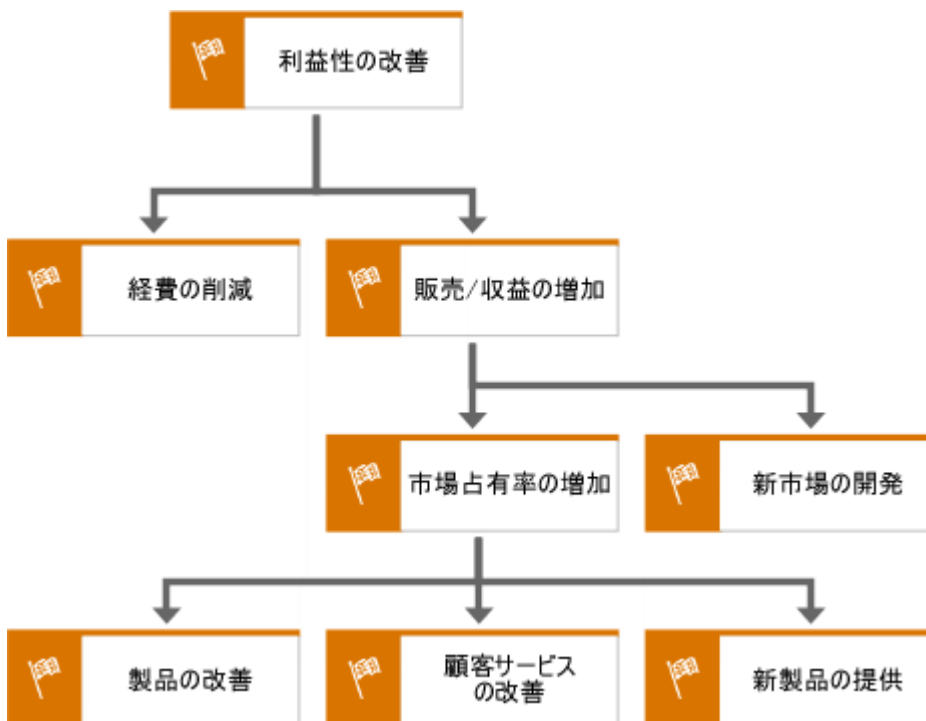 利益性の改善
経費の削減
販売/収益の増加
市場占有率の増加
新市場の開発
製品の改善
顧客サービス
の改善
新製品の提供